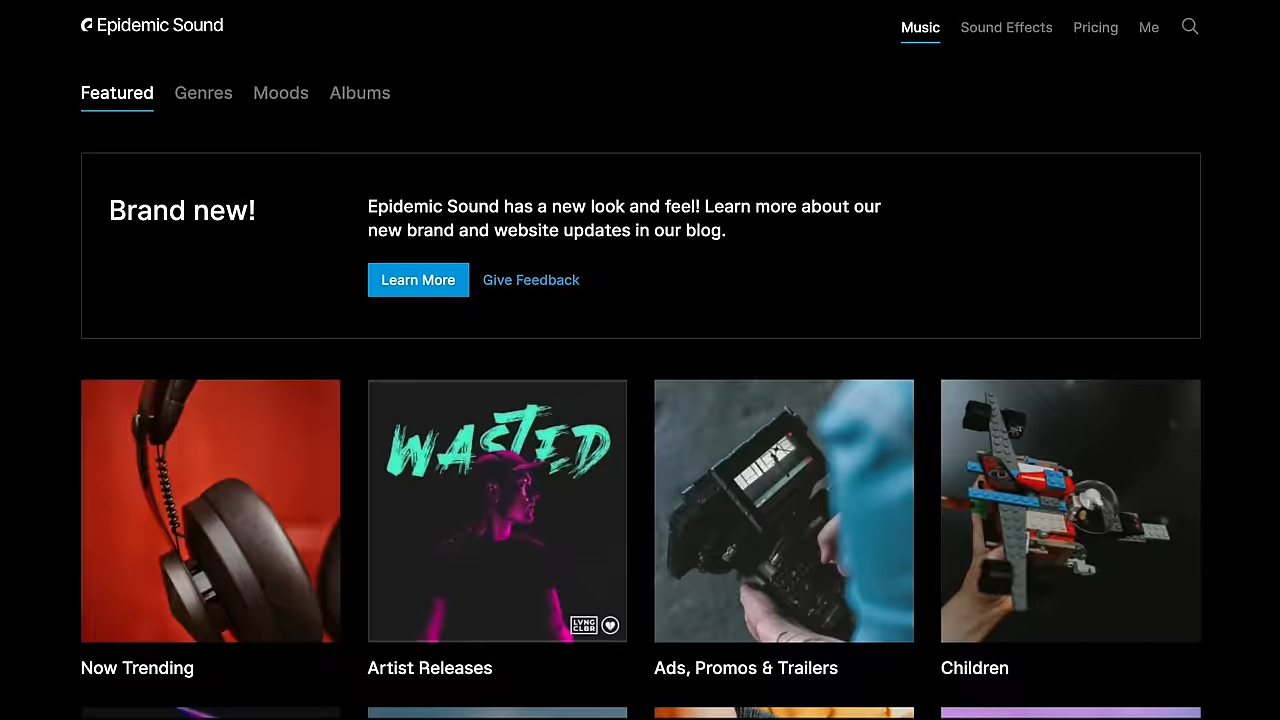 Epidemic Sound
Music Sound Effects Pricing Me
Featured Genres Moods Albums
Brand new!
Epidemic Sound has a new look and feel! Learn more about our
new brand and website updates in our blog.
Learn More Give Feedback
WASTED
LVNG
CLBR
Now Trending
Artist Releases
Ads, Promos & Trailers
Children